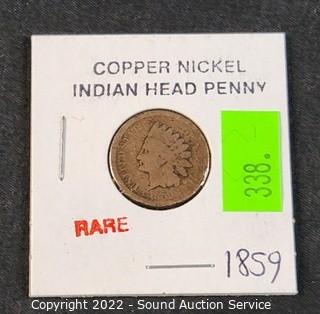 COPPER NICKEL
INDIAN HEAD PENNY
338.
RARE
1859
Copyright 2022 - Sound Auction Service